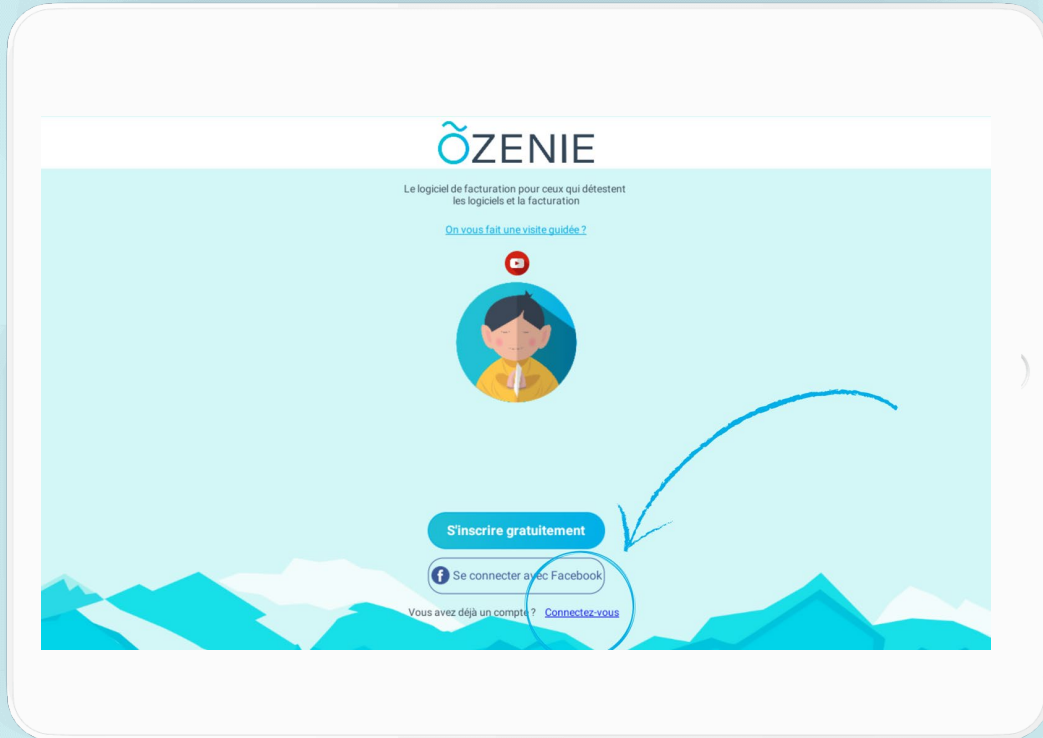 õZENIE
Le logiciel de facturation pour ceux qui détestent
les logiciels et la facturation
On vous fait une visite guidée ?
S'inscrire gratuitement
Se connecter avec Facebook
Vous avez déjà un compte ? Connectez-vous